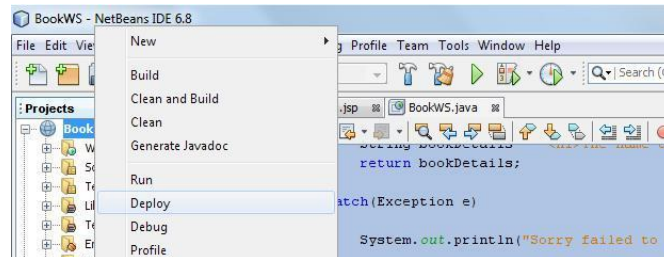 BookWS - NetBeans IDE 6.8
File Edit Profile Team Tools Window Help
New
Build
Clean and Build
Clean
Generate Javadoc
Run
Deploy
Debug
Profile
Search
Projects
Book
.jsp BookWS.java
return bookDetails;
(Exception e)
System.out.println("Sorry failed to